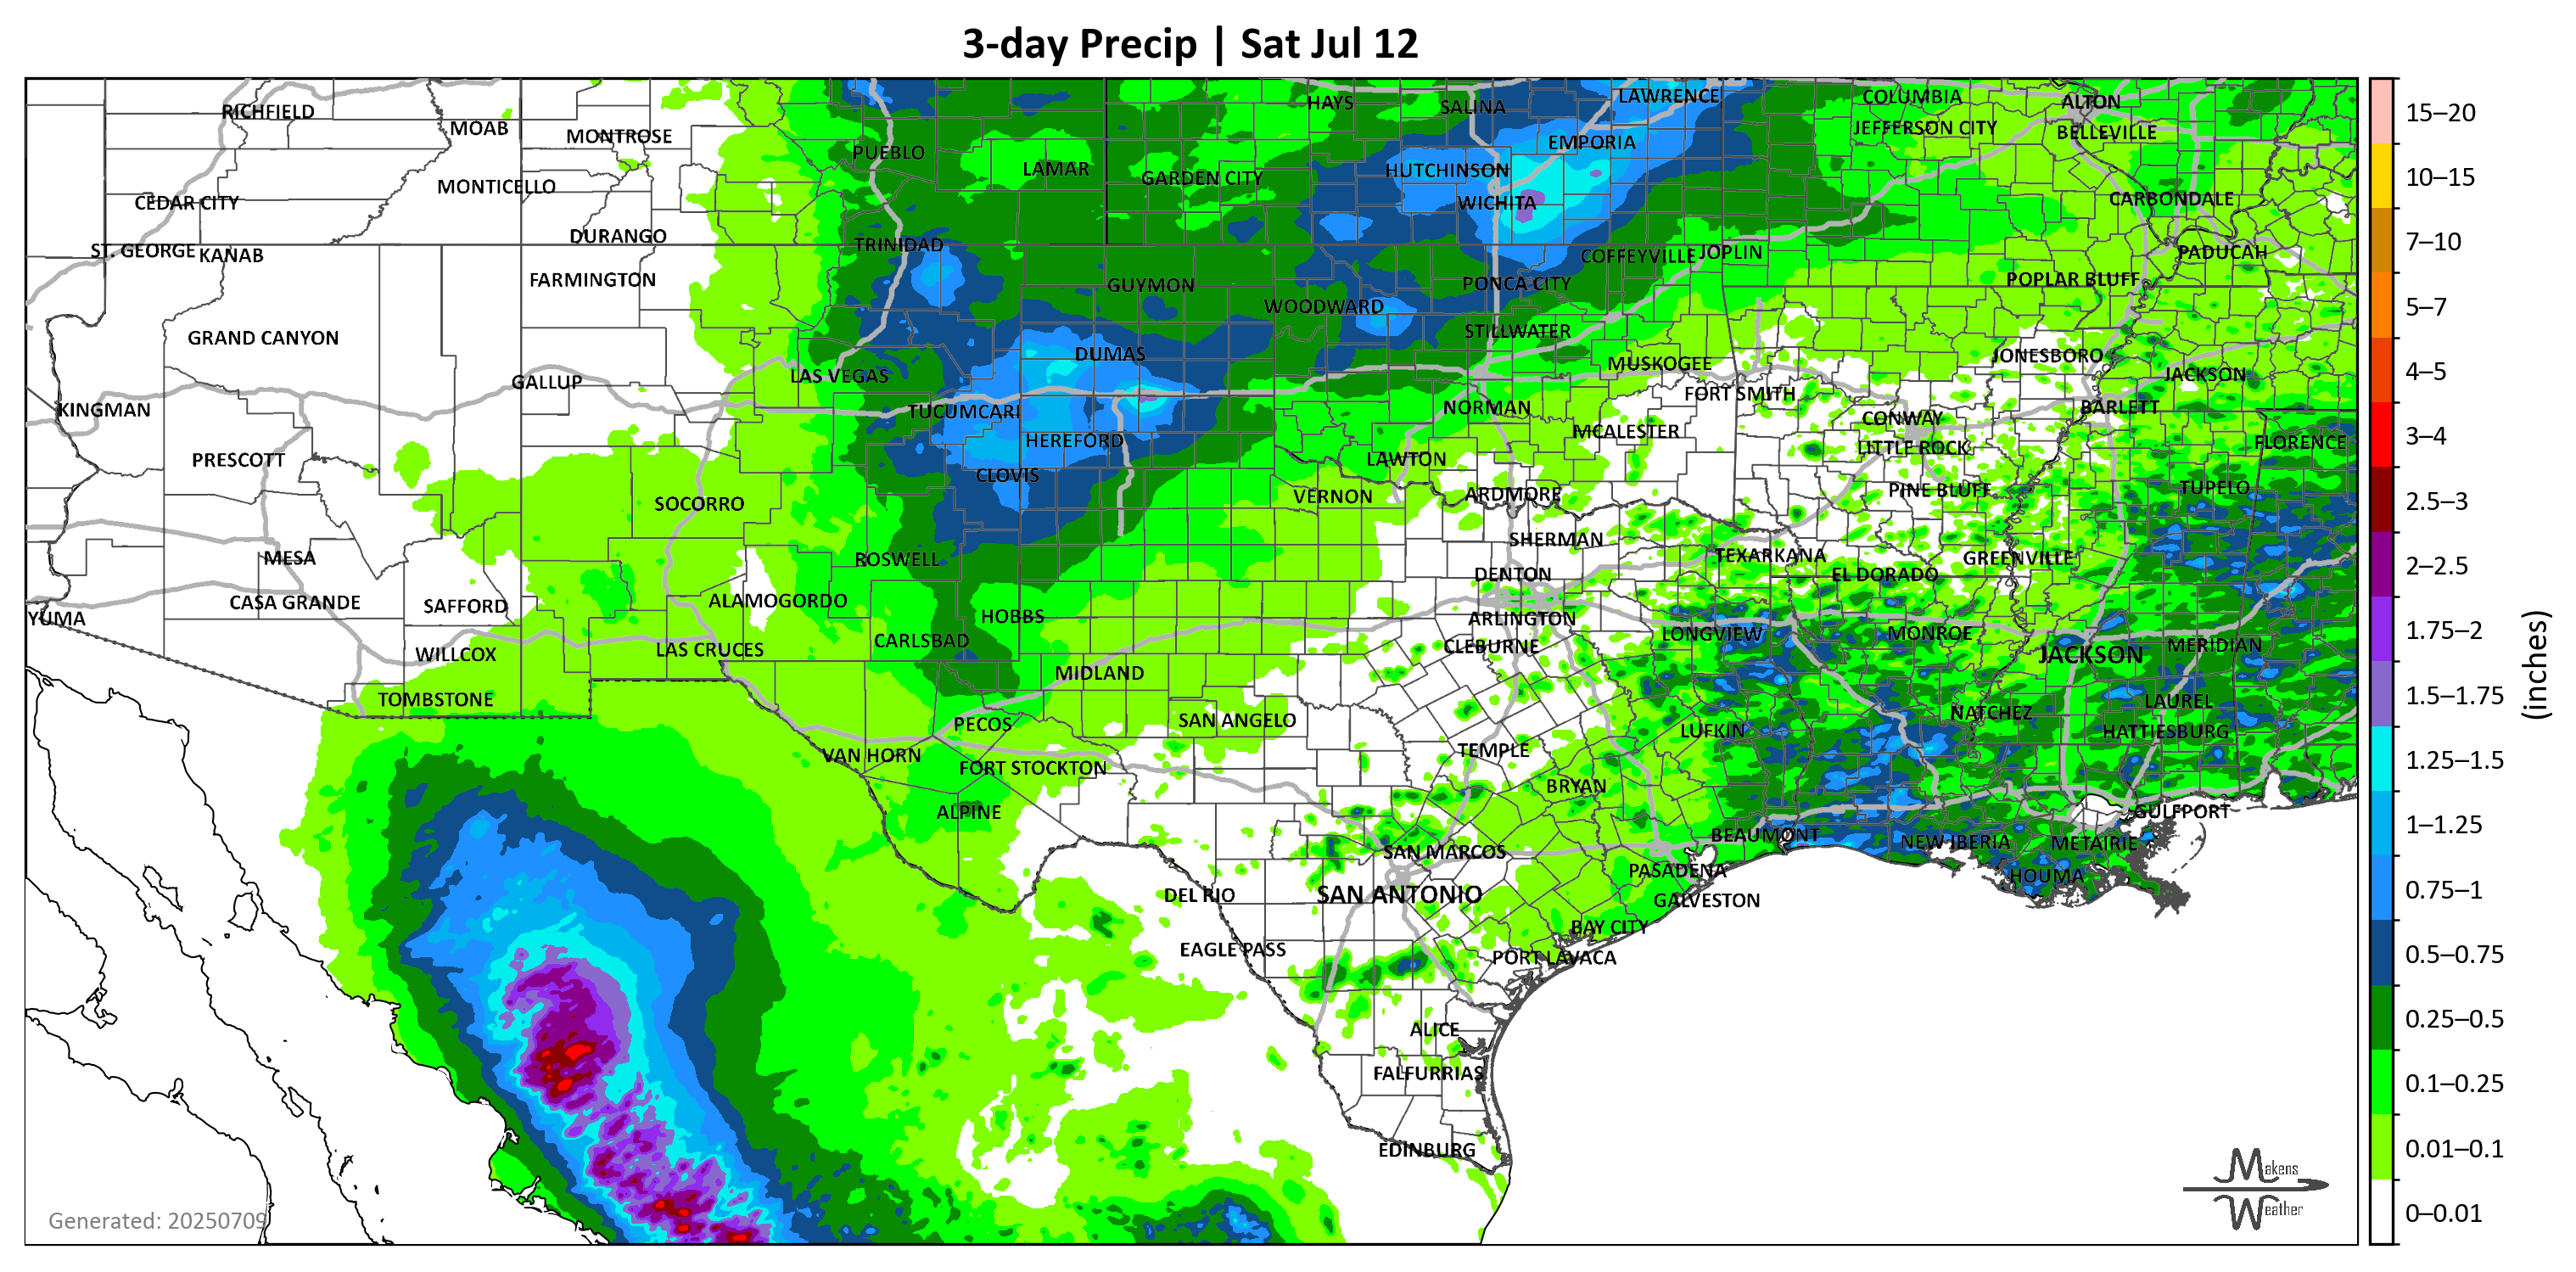 3-day Precip | Sat Jul 12
RICHFIELD
MOAB
MONTROSE
PUEBLO
LAMAR
HAYS
SALINA
LAWRENCE
COLUMBIA
ALTON
JEFFERSON CITY
BELLEVILLE
EMPORIA
HUTCHINSON
GARDEN CITY
MONTICELLO
CEDAR CITY
WICHITA
CARBONDALE
DURANGO
TRINIDAD
ST. GEORGE
KANAB
COFFEYVILLE
JOPLIN
PADUCAH
FARMINGTON
GUYMON
PONCA CITY
POPLAR BLUFF
WOODWARD
STILLWATER
GRAND CANYON
DUMAS
MUSKOGEE
JONESBORO
GALLUP
LAS VEGAS
JACKSON
FORT SMITH
KINGMAN
TUCUMCARI
NORMAN
BARLETT
CONWAY
MCALESTER
HEREFORD
LITTLE ROCK
FLORENCE
PRESCOTT
LAWTON
CLOVIS
SOCORRO
VERNON
ARDMORE
PINE BLUFF
TUPELO
MESA
ROSWELL
SHERMAN
TEXARKANA
GREENVILLE
DENTON
EL DORADO
CASA GRANDE
SAFFORD
ALAMOGORDO
HOBBS
YUMA
ARLINGTON
CARLSBAD
LONGVIEW
MONROE
CLEBURNE
MERIDIAN
WILLCOX
LAS CRUCES
JACKSON
MIDLAND
TOMBSTONE
LAUREL
PECOS
SAN ANGELO
NATCHEZ
LUFKIN
HATTIESBURG
VAN HORN
TEMPLE
FORT STOCKTON
BRYAN
ALPINE
GULFPORT
BEAUMONT
NEW IBERIA
METAIRIE
SAN MARCOS
PASADENA
HOUMA
DEL RIO
SAN ANTONIO
GALVESTON
BAY CITY
EAGLE PASS
PORT LAVACA
ALICE
FALFURRIAS
EDINBURG
Generated: 20250709
Makens
Weather
15–20
10–15
7–10
5–7
4–5
3–4
2.5–3
2–2.5
1.75–2
1.5–1.75
1.25–1.5
1–1.25
0.75–1
0.5–0.75
0.25–0.5
0.1–0.25
0.01–0.1
0–0.01
(inches)